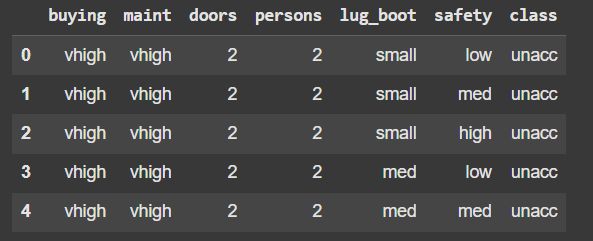 buying maint doors persons lug_boot safety class
0 vhigh vhigh 2 2 small low unacc
1 vhigh vhigh 2 2 small med unacc
2 vhigh vhigh 2 2 small high unacc
3 vhigh vhigh 2 2 med low unacc
4 vhigh vhigh 2 2 med med unacc